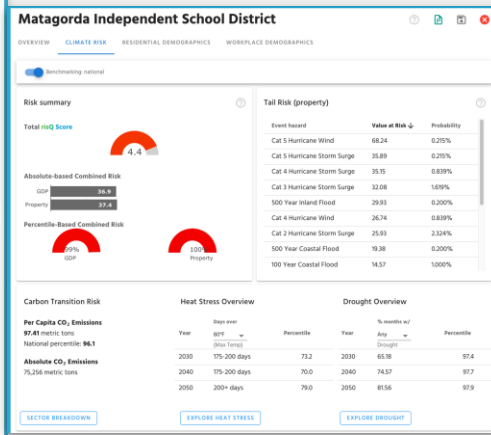 Matagorda Independent School District
OVERVIEW CLIMATE RISK RESIDENTIAL DEMOGRAPHICS WORKPLACE DEMOGRAPHICS
Benchmarking: national
Risk summary
Total risQ Score
4.4
Absolute-based Combined Risk
GDP 36.9
Property 37.4
Percentile-Based Combined Risk
99% 100%
GDP Property
Tail Risk (property)
Event hazard Value at Risk ↓ Probability
Cat 5 Hurricane Wind 68.24 0.215%
Cat 5 Hurricane Storm Surge 35.89 0.215%
Cat 4 Hurricane Storm Surge 35.15 0.839%
Cat 3 Hurricane Storm Surge 32.08 1.619%
500 Year Inland Flood 29.93 0.200%
Cat 4 Hurricane Wind 26.74 0.839%
Cat 2 Hurricane Storm Surge 25.93 2.324%
500 Year Coastal Flood 19.38 0.200%
100 Year Coastal Flood 14.57 1.000%
Carbon Transition Risk
Per Capita CO₂ Emissions
97.41 metric tons
National percentile: 96.1
Absolute CO₂ Emissions
75,256 metric tons
SECTOR BREAKDOWN
Heat Stress Overview
Days over
Year 80°F Percentile
(Max Temp)
2030 175-200 days 73.2
2040 175-200 days 70.0
2050 200+ days 79.0
EXPLORE HEAT STRESS
Drought Overview
% months w/
Year Any Percentile
Drought
2030 65.18 97.4
2040 74.57 97.7
2050 81.56 97.9
EXPLORE DROUGHT